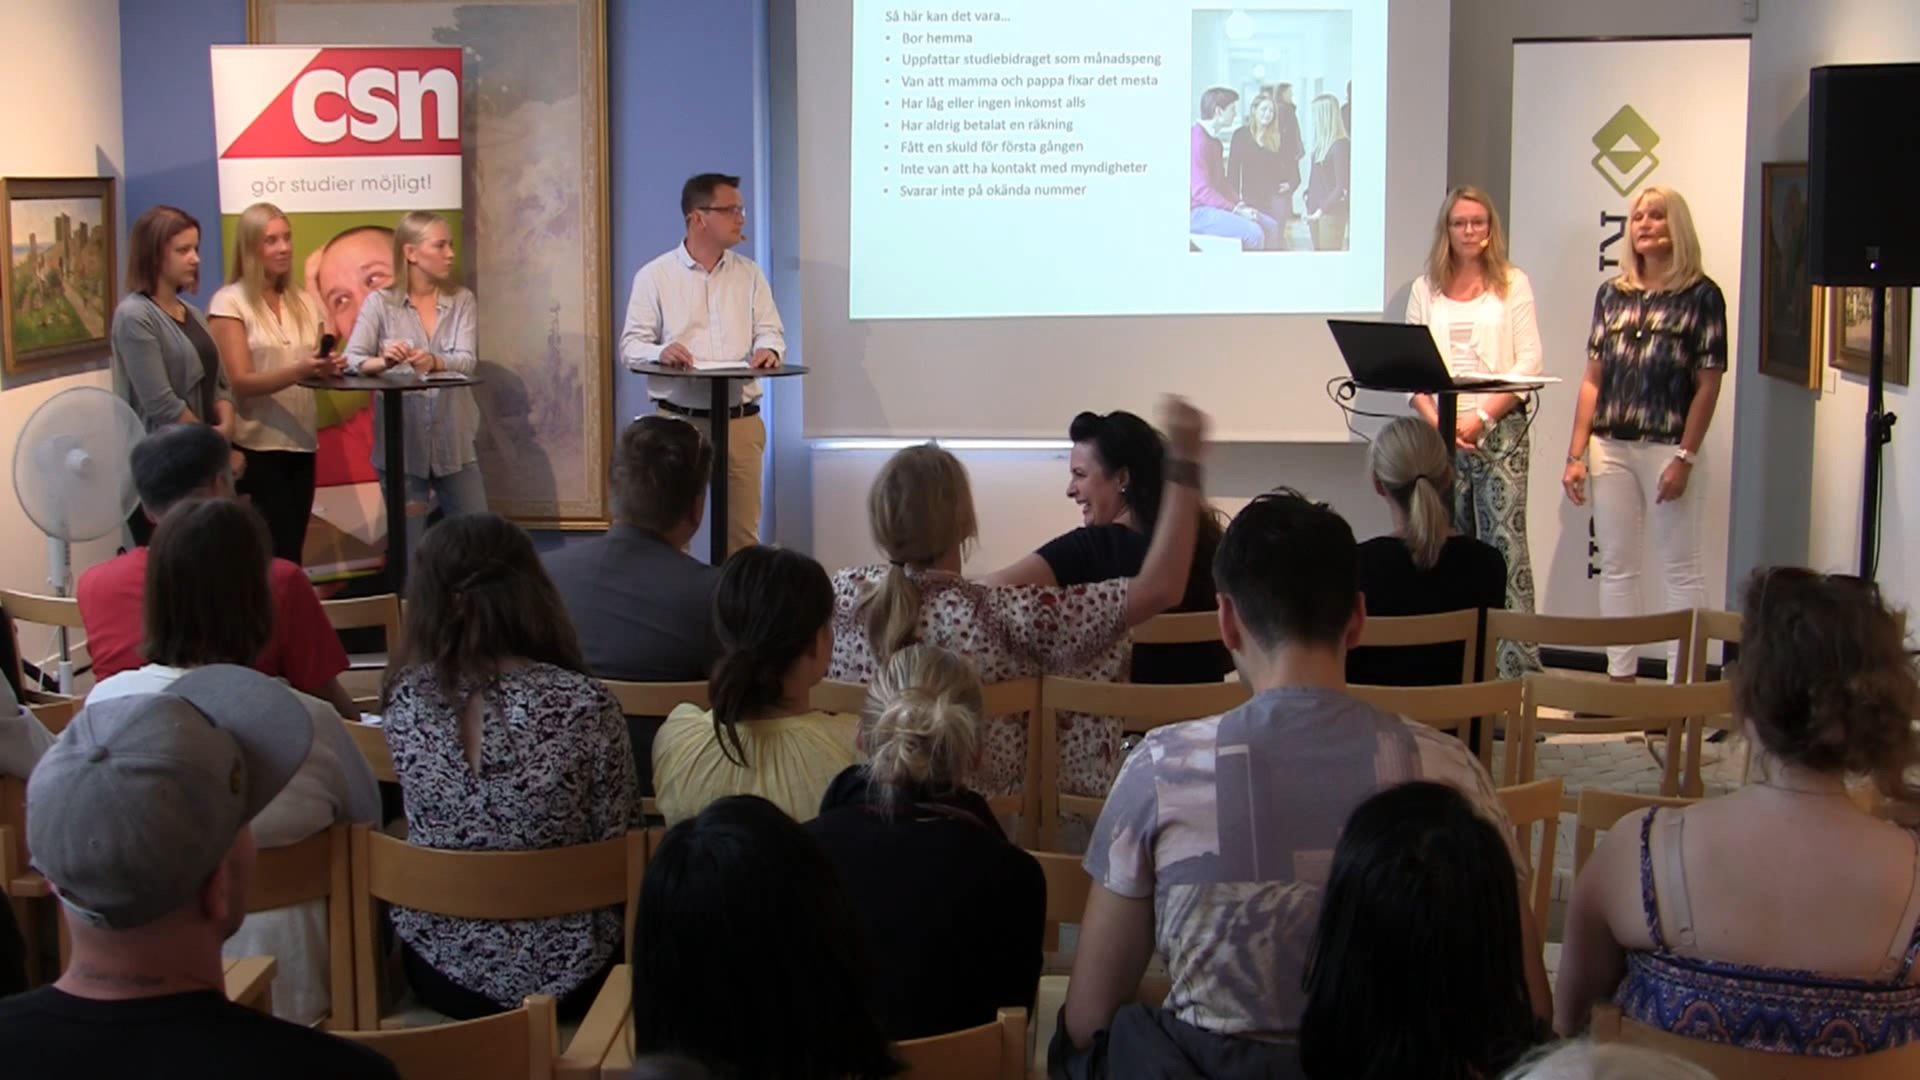 csn
gör studier möjligt!
Så här kan det vara...
• Bor hemma
• Uppfattar studiebidraget som månadspeng
• Van att mamma och pappa fixar det mesta
• Har låg eller ingen inkomst alls
• Har aldrig betalat en räkning
• Fått en skuld för första gången
• Inte van att ha kontakt med myndigheter
• Svarar inte på okända nummer